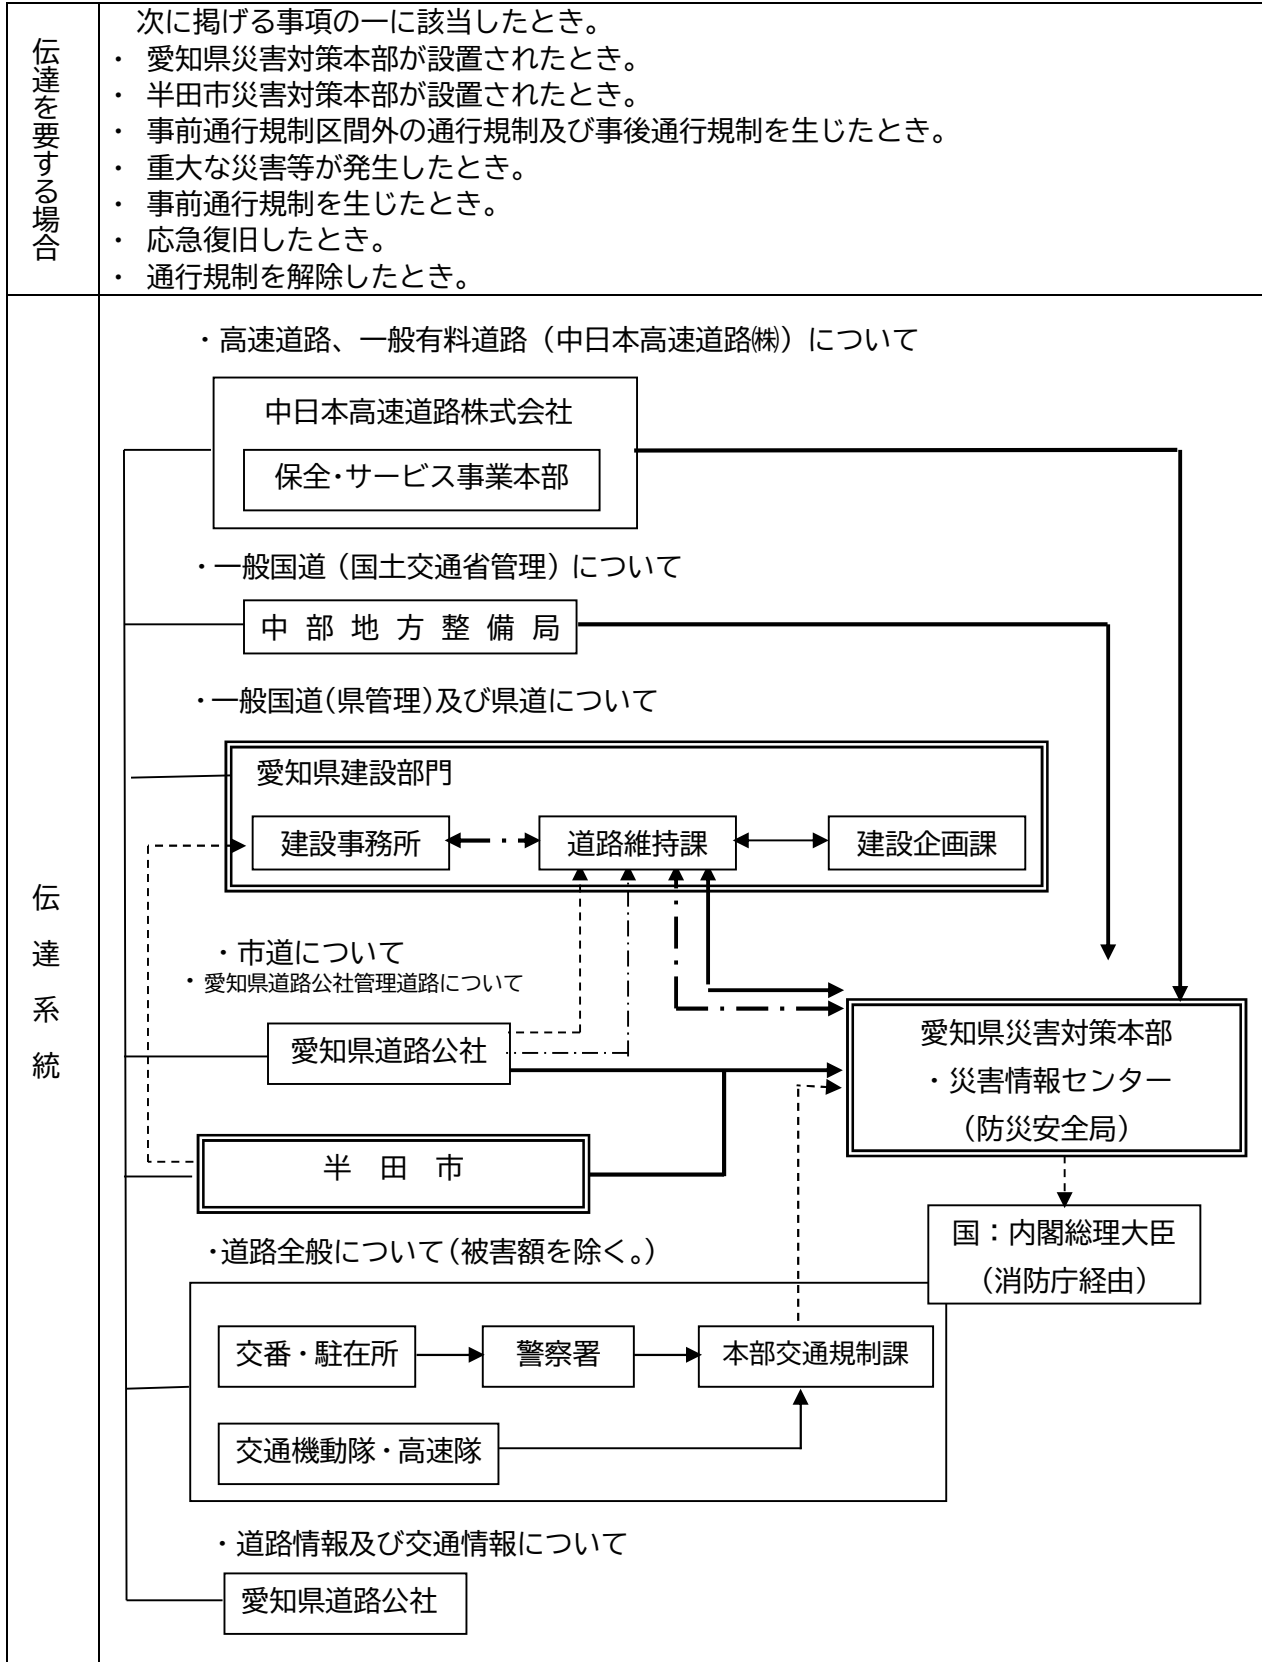 伝達を要する場合
次に掲げる事項の一に該当したとき。
・ 愛知県災害対策本部が設置されたとき。
・ 半田市災害対策本部が設置されたとき。
・ 事前通行規制区間外の通行規制及び事後通行規制を生じたとき。
・ 重大な災害等が発生したとき。
・ 事前通行規制を生じたとき。
・ 応急復旧したとき。
・ 通行規制を解除したとき。
伝達系統
・高速道路、一般有料道路（中日本高速道路㈱）について
中日本高速道路株式会社
保全・サービス事業本部
・一般国道（国土交通省管理）について
中部地方整備局
・一般国道（県管理）及び県道について
愛知県建設部門
建設事務所
道路維持課
建設企画課
・市道について
・愛知県道路公社管理道路について
愛知県道路公社
愛知県災害対策本部
・災害情報センター
（防災安全局）
半 田 市
国：内閣総理大臣
（消防庁経由）
・道路全般について（被害額を除く。）
交番・駐在所
警察署
本部交通規制課
交通機動隊・高速隊
・道路情報及び交通情報について
愛知県道路公社